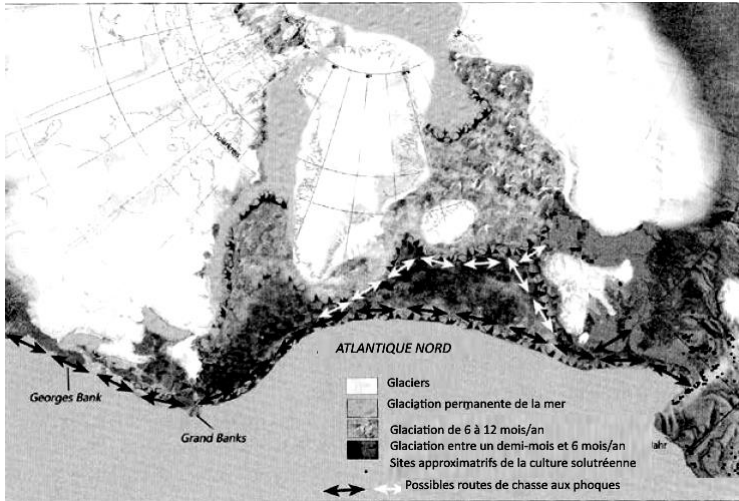 ATLANTIQUE NORD
Georges Bank
Grand Banks
Glaciers
Glaciation permanente de la mer
Glaciation de 6 à 12 mois/an
Glaciation entre un demi-mois et 6 mois/an
Sites approximatifs de la culture solutréenne
Possibles routes de chasse aux phoques